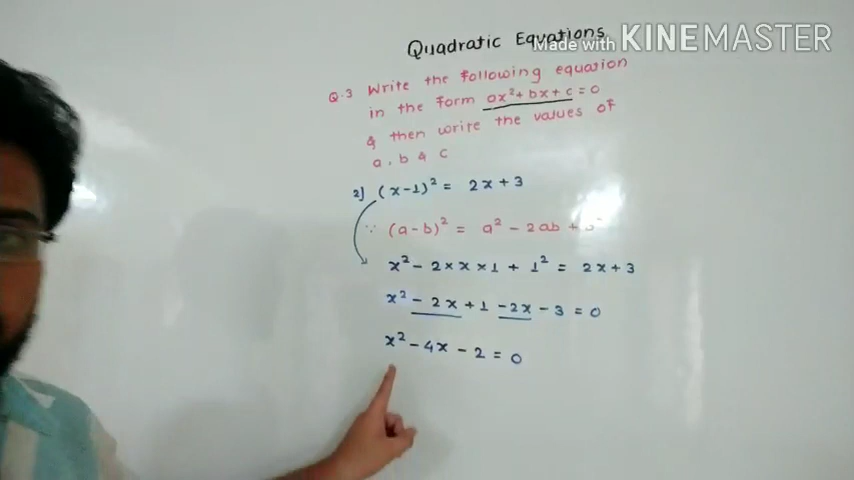 Quadratic Equations
Made with KINEMASTER
Q.3 Write the following equation
in the form ax²+bx+c=0
& then write the values of
a, b & c
2] (x-1)² = 2x+3
∵ (a-b)² = a² - 2ab +
x² - 2×x×1 + 1² = 2x+3
x² - 2x +1 -2x - 3 = 0
x² - 4x - 2 = 0